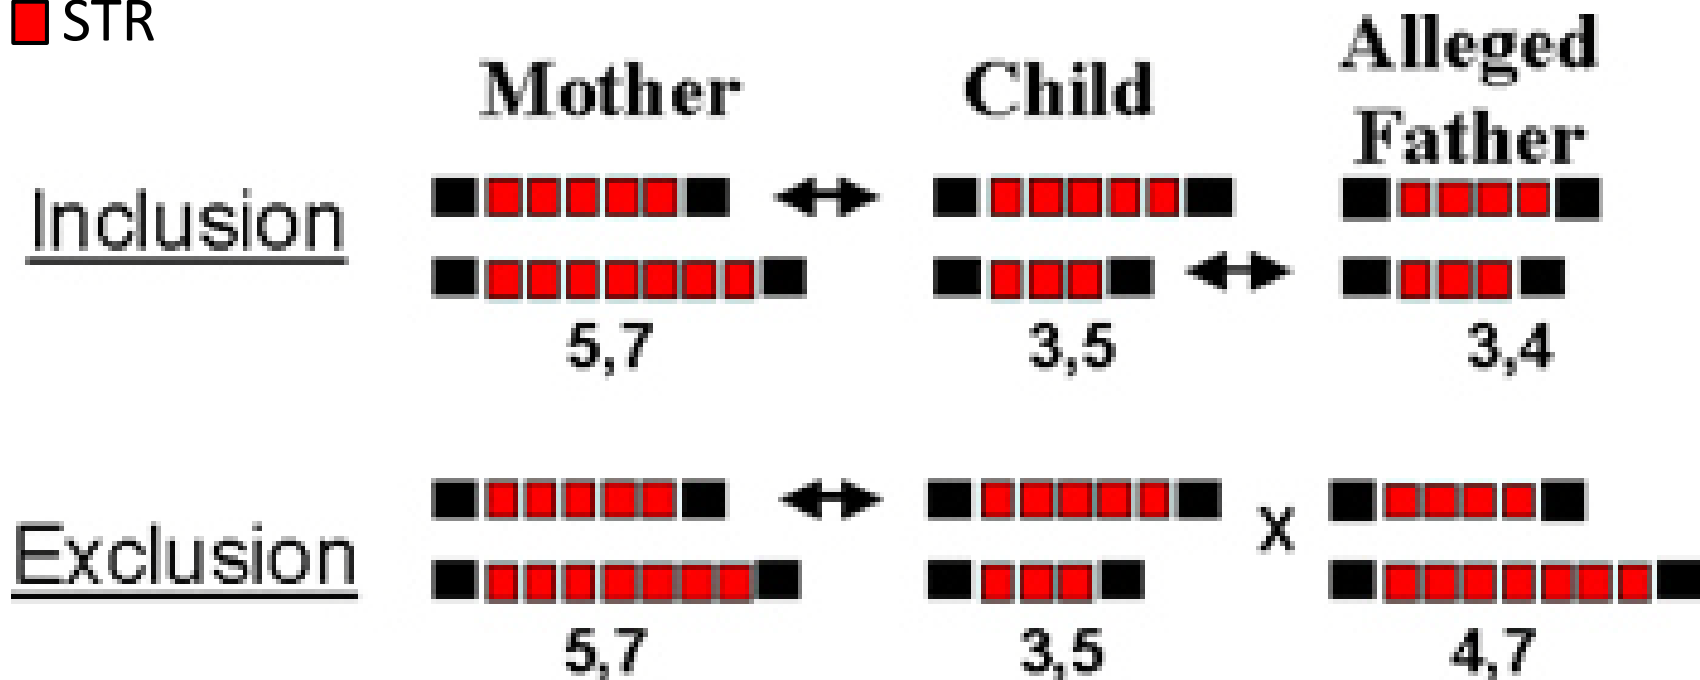 STR
Mother
Child
Alleged
Father
Inclusion
5,7
3,5
3,4
Exclusion
X
5,7
3,5
4,7